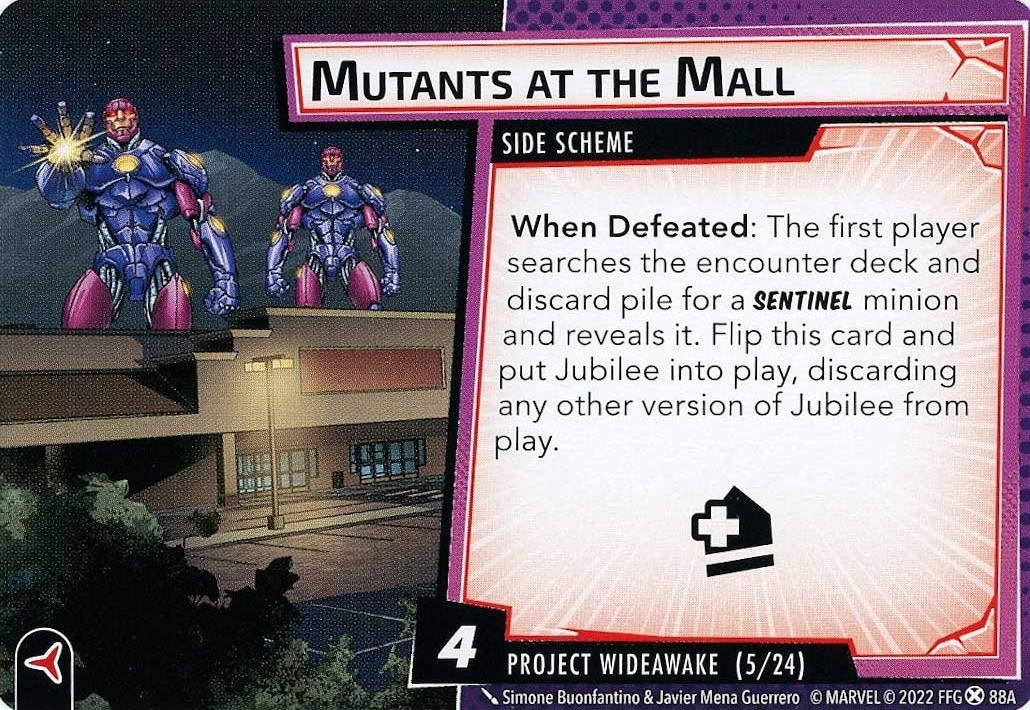 MUTANTS AT THE MALL
SIDE SCHEME
When Defeated: The first player
searches the encounter deck and
discard pile for a SENTINEL minion
and reveals it. Flip this card and
put Jubilee into play, discarding
any other version of Jubilee from
play.
4
PROJECT WIDEAWAKE (5/24)
Simone Buonfantino & Javier Mena Guerrero © MARVEL © 2022 FFG 88A